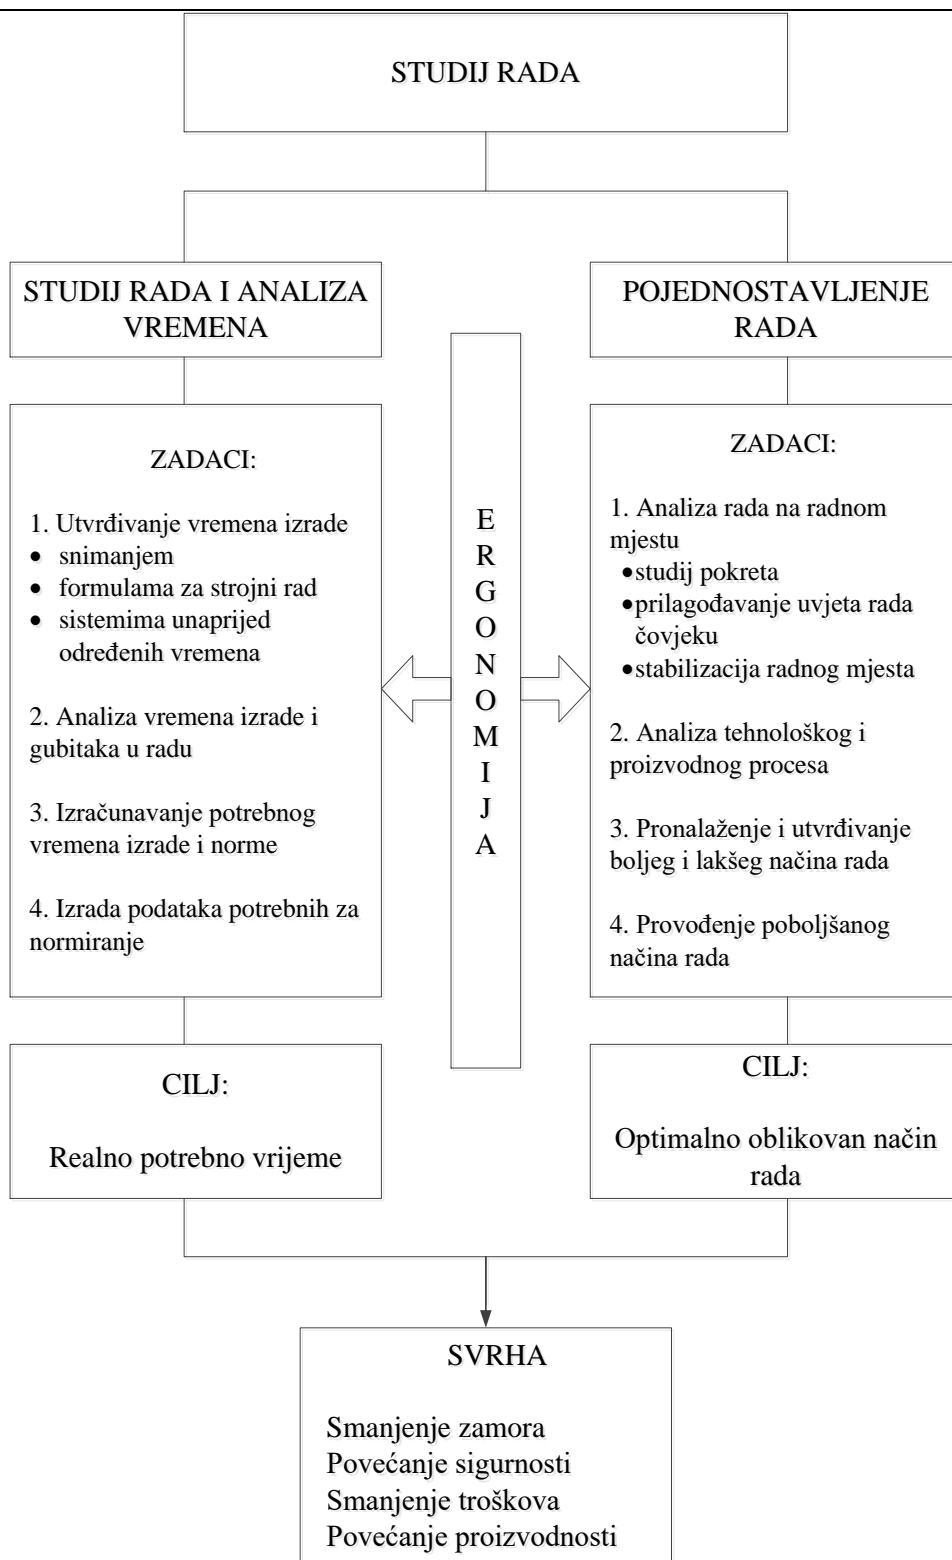 STUDIJ RADA
STUDIJ RADA I ANALIZA
VREMENA
ZADACI:
1. Utvrđivanje vremena izrade
• snimanjem
• formulama za strojni rad
• sistemima unaprijed
određenih vremena
2. Analiza vremena izrade i
gubitaka u radu
3. Izračunavanje potrebnog
vremena izrade i norme
4. Izrada podataka potrebnih za
normiranje
CILJ:
Realno potrebno vrijeme
E
R
G
O
N
O
M
I
J
A
POJEDNOSTAVLJENJE
RADA
ZADACI:
1. Analiza rada na radnom
mjestu
•studij pokreta
•prilagođavanje uvjeta rada
čovjeku
•stabilizacija radnog mjesta
2. Analiza tehnološkog i
proizvodnog procesa
3. Pronalaženje i utvrđivanje
boljeg i lakšeg načina rada
4. Provođenje poboljšanog
načina rada
CILJ:
Optimalno oblikovan način
rada
SVRHA
Smanjenje zamora
Povećanje sigurnosti
Smanjenje troškova
Povećanje proizvodnosti